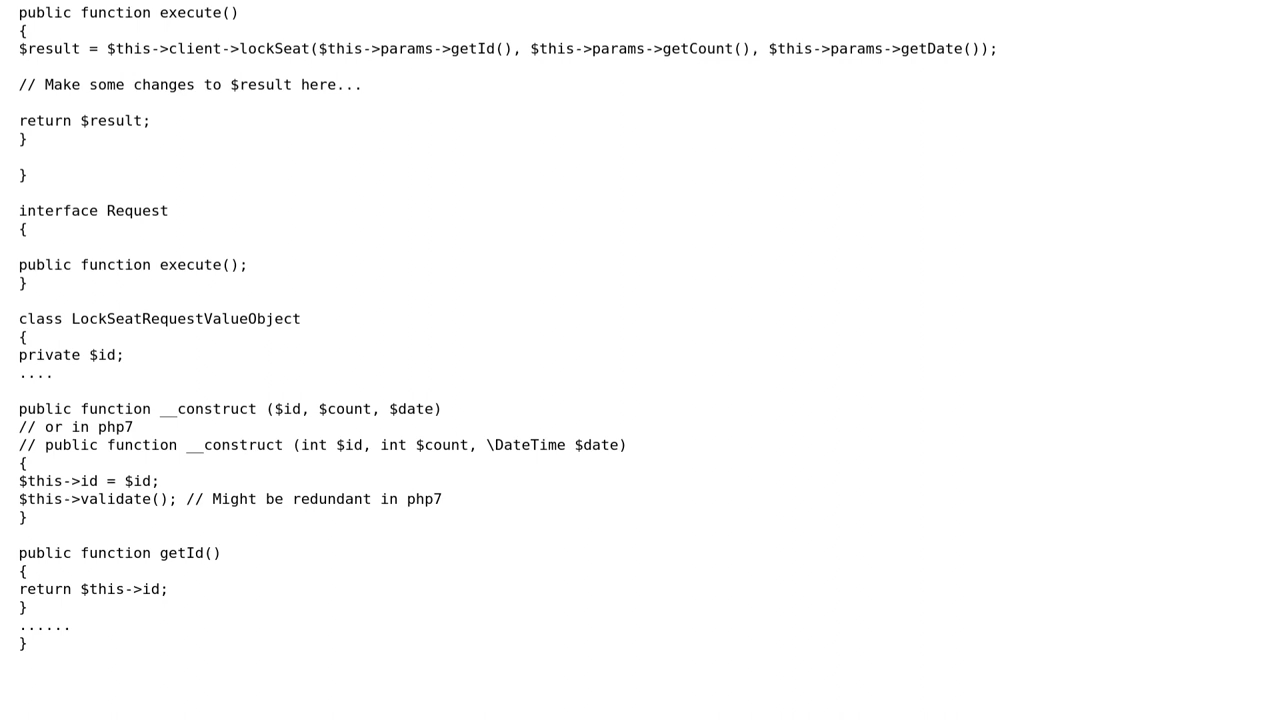 public function execute()
{
$result = $this->client->lockSeat($this->params->getId(), $this->params->getCount(), $this->params->getDate());
// Make some changes to $result here...
return $result;
}
}
interface Request
{
public function execute();
}
class LockSeatRequestValueObject
{
private $id;
....
public function __construct ($id, $count, $date)
// or in php7
// public function __construct (int $id, int $count, \DateTime $date)
{
$this->id = $id;
$this->validate(); // Might be redundant in php7
}
public function getId()
{
return $this->id;
}
......
}